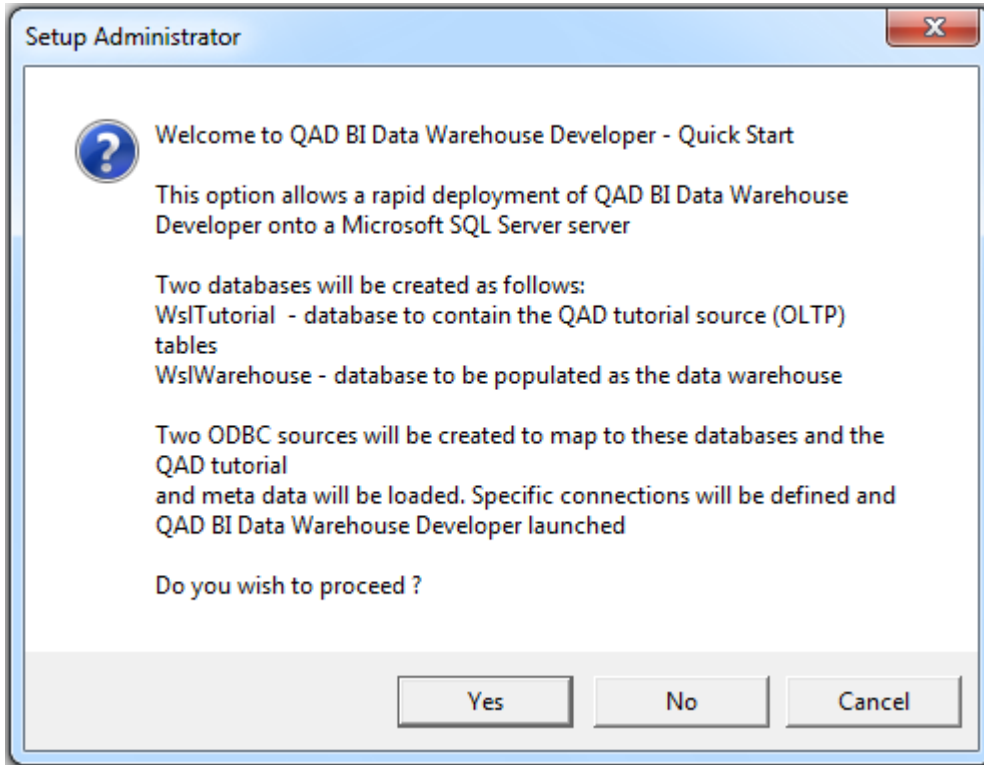 Setup Administrator
Welcome to QAD BI Data Warehouse Developer - Quick Start
This option allows a rapid deployment of QAD BI Data Warehouse
Developer onto a Microsoft SQL Server server
Two databases will be created as follows:
WslTutorial - database to contain the QAD tutorial source (OLTP)
tables
WslWarehouse - database to be populated as the data warehouse
Two ODBC sources will be created to map to these databases and the
QAD tutorial
and meta data will be loaded. Specific connections will be defined and
QAD BI Data Warehouse Developer launched
Do you wish to proceed ?
Yes No Cancel